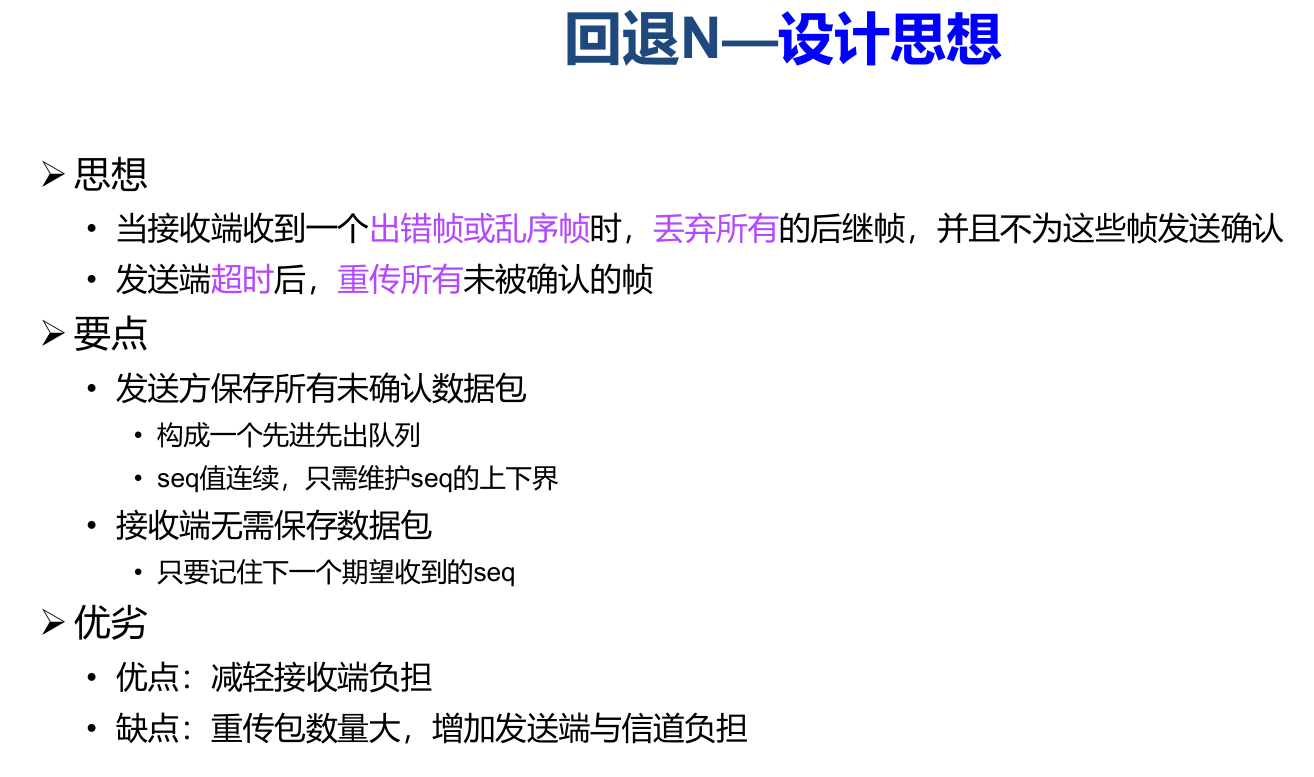 回退N—设计思想
➢ 思想
• 当接收端收到一个出错帧或乱序帧时，丢弃所有的后继帧，并且不为这些帧发送确认
• 发送端超时后，重传所有未被确认的帧
➢ 要点
• 发送方保存所有未确认数据包
• 构成一个先进先出队列
• seq值连续，只需维护seq的上下界
• 接收端无需保存数据包
• 只要记住下一个期望收到的seq
➢ 优劣
• 优点：减轻接收端负担
• 缺点：重传包数量大，增加发送端与信道负担